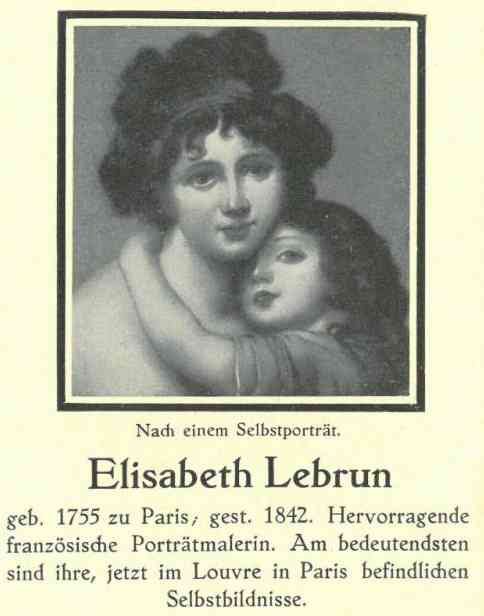 Nach einem Selbstporträt.
Elisabeth Lebrun
geb. 1755 zu Paris; gest. 1842. Hervorragende
französische Porträtmalerin. Am bedeutendsten
sind ihre, jetzt im Louvre in Paris befindlichen
Selbstbildnisse.